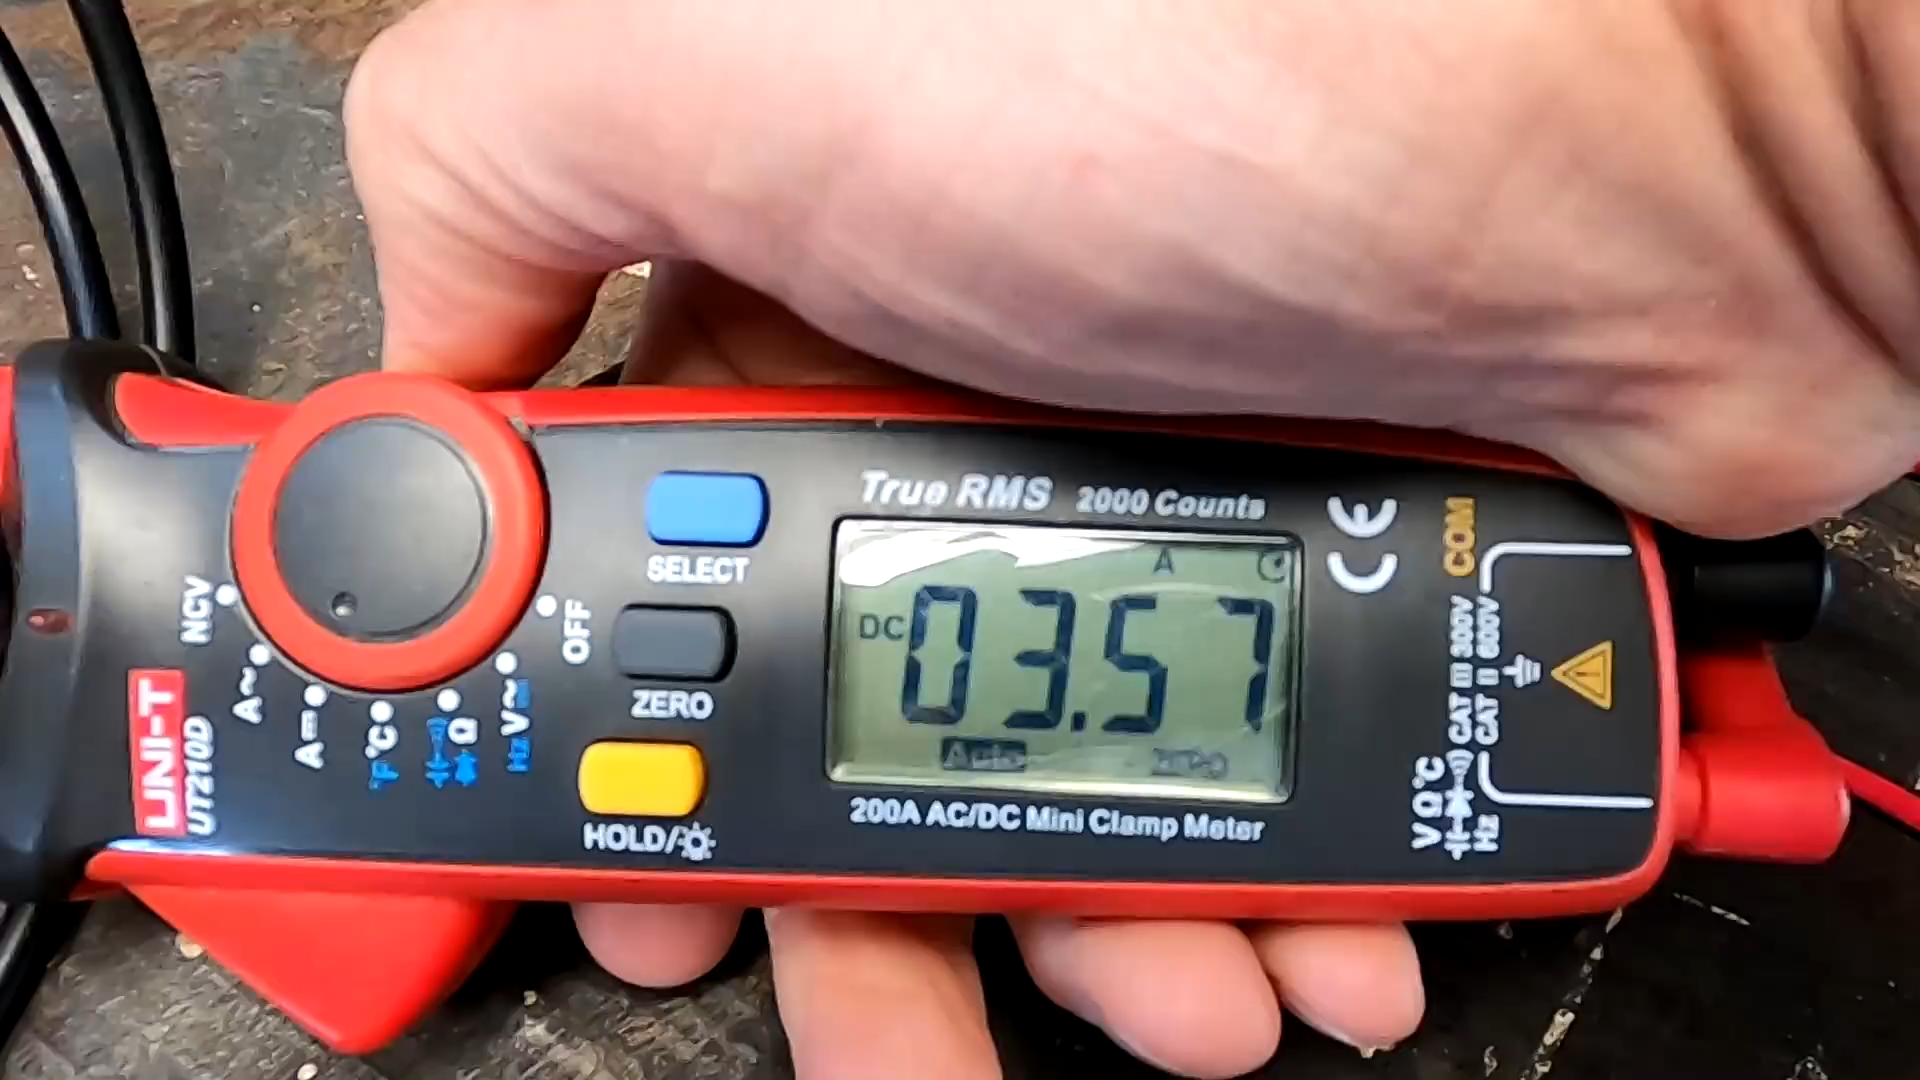 True RMS 2000 Counts
A
DC 03.57
Auto
200A AC/DC Mini Clamp Meter
SELECT
ZERO
HOLD/
OFF
NCV
A~
A
°F °C
Ω
Hz V
UNI-T
UT210D
CE
COM
CAT III 300V
CAT II 600V
V Ω °C
Hz